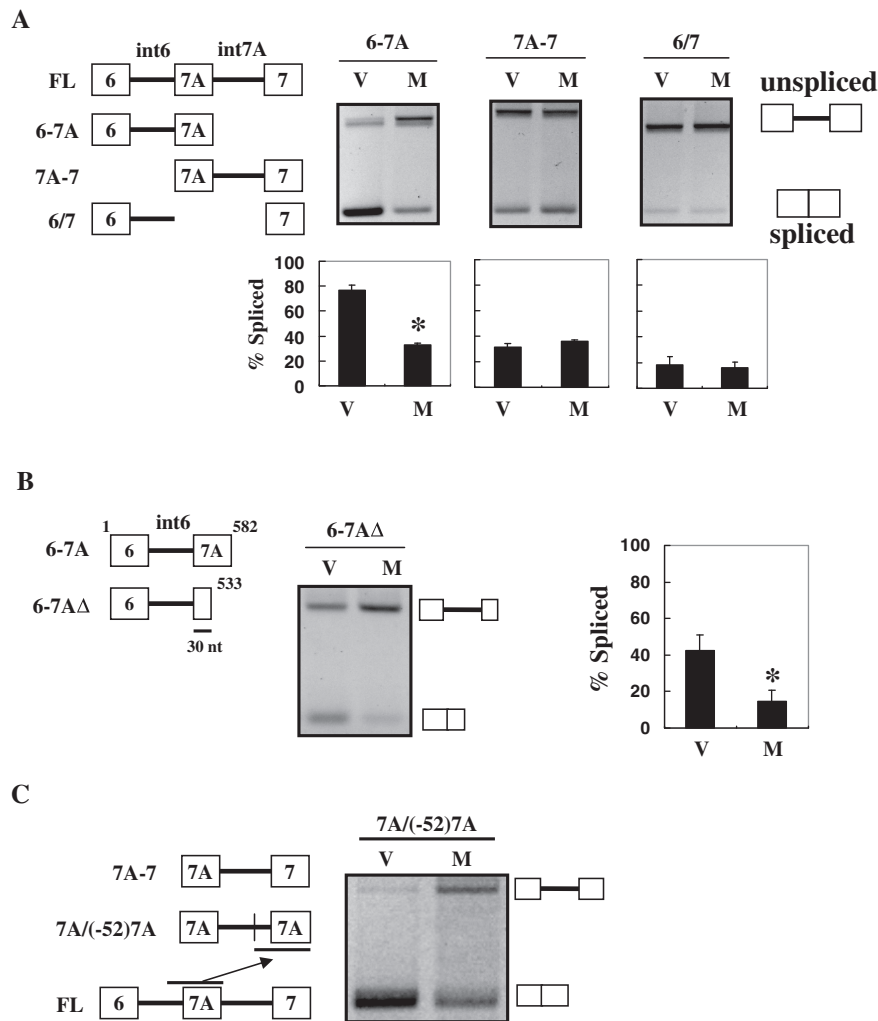 A
int6 int7A
FL 6 7A 7
6-7A 6 7A
7A-7 7A 7
6/7 6 7
6-7A 7A-7 6/7
V M V M V M
unspliced
spliced
% Spliced
100
80
60
40
20
0
*
V M V M V M
B
1 int6 582
6-7A 6 7A
533
6-7AΔ 6
30 nt
6-7AΔ
V M
% Spliced
100
80
60
40
20
0
*
V M
C
7A-7 7A 7
7A/(-52)7A 7A 7A
FL 6 7A 7
7A/(-52)7A
V M